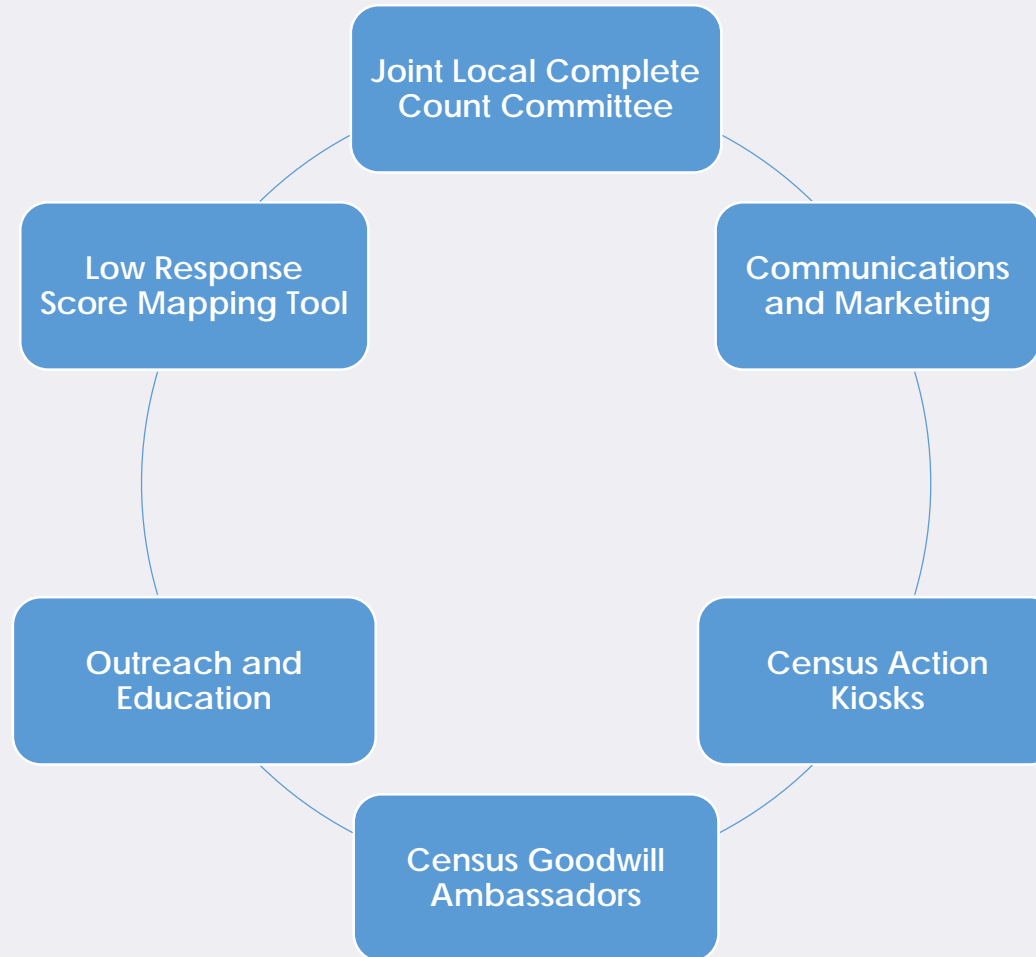 Joint Local Complete
Count Committee
Communications
and Marketing
Census Action
Kiosks
Census Goodwill
Ambassadors
Outreach and
Education
Low Response
Score Mapping Tool